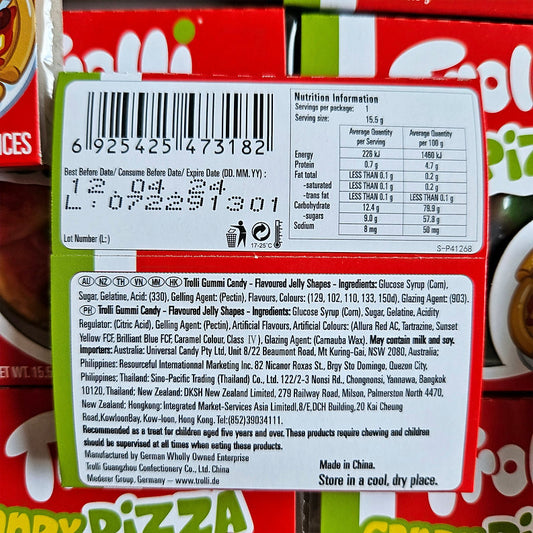 Trolli
ICES
6 925425 473182
Best Before Date/ Consume Before Date/ Expire Date (DD. MM. YY) :
12. 04. 24
L: 072291301
Lot Number (L:)
17-25°C
Nutrition Information
Servings per package: 1
Serving size: 15.5 g
Average Quantity per Serving Average Quantity per 100 g
Energy 226 kJ 1460 kJ
Protein 0.7 g 4.7 g
Fat total LESS THAN 0.1 g 0.2 g
-saturated LESS THAN 0.1 g 0.2 g
-trans fat LESS THAN 0.1 g LESS THAN 0.1 g
Carbohydrate 12.4 g 79.9 g
-sugars 9.0 g 57.8 g
Sodium 8 mg 50 mg
S-P41268
AU NZ TH VN MM HK Trolli Gummi Candy - Flavoured Jelly Shapes - Ingredients: Glucose Syrup (Corn),
Sugar, Gelatine, Acid: (330), Gelling Agent: (Pectin), Flavours, Colours: (129, 102, 110, 133, 150d), Glazing Agent: (903).
PH Trolli Gummi Candy - Flavoured Jelly Shapes - Ingredients: Glucose Syrup (Corn), Sugar, Gelatine, Acidity
Regulator: (Citric Acid), Gelling Agent: (Pectin), Artificial Flavours, Artificial Colours: (Allura Red AC, Tartrazine, Sunset
Yellow FCF, Brilliant Blue FCF, Caramel Colour, Class IV), Glazing Agent: (Carnauba Wax). May contain milk and soy.
Importers: Australia: Universal Candy Pty Ltd, Unit 8/22 Beaumont Road, Mt Kuring-Gai, NSW 2080, Australia;
Philippines: Resourceful International Marketing Inc. 82 Nicanor Roxas St., Brgy Sto Domingo, Quezon City,
Philippines; Thailand: Sino-Pacific Trading (Thailand) Co., Ltd. 122/2-3 Nonsi Rd., Chongnonsi, Yannawa, Bangkok
10120, Thailand; New Zealand: DKSH New Zealand Limited, 279 Railway Road, Milson, Palmerston North 4470,
New Zealand: Hongkong: Integrated Market-Services Asia Limitedl,8/E,DCH Building,20 Kai Cheung
Road,KowloonBay, Kow-loon, Hong Kong. Tel:(852)39034111.
Recommended as a treat for children aged five years and over. These products require chewing and children
should be supervised at all times when eating these products.
Manufactured by German Wholly Owned Enterprise
Trolli Guangzhou Confectionery Co., Ltd. China
Mederer Group, Germany – www.trolli.de
Made in China.
Store in a cool, dry place.
Trolli
PIZZA
ET WT. 15.5
CANDY PIZZA